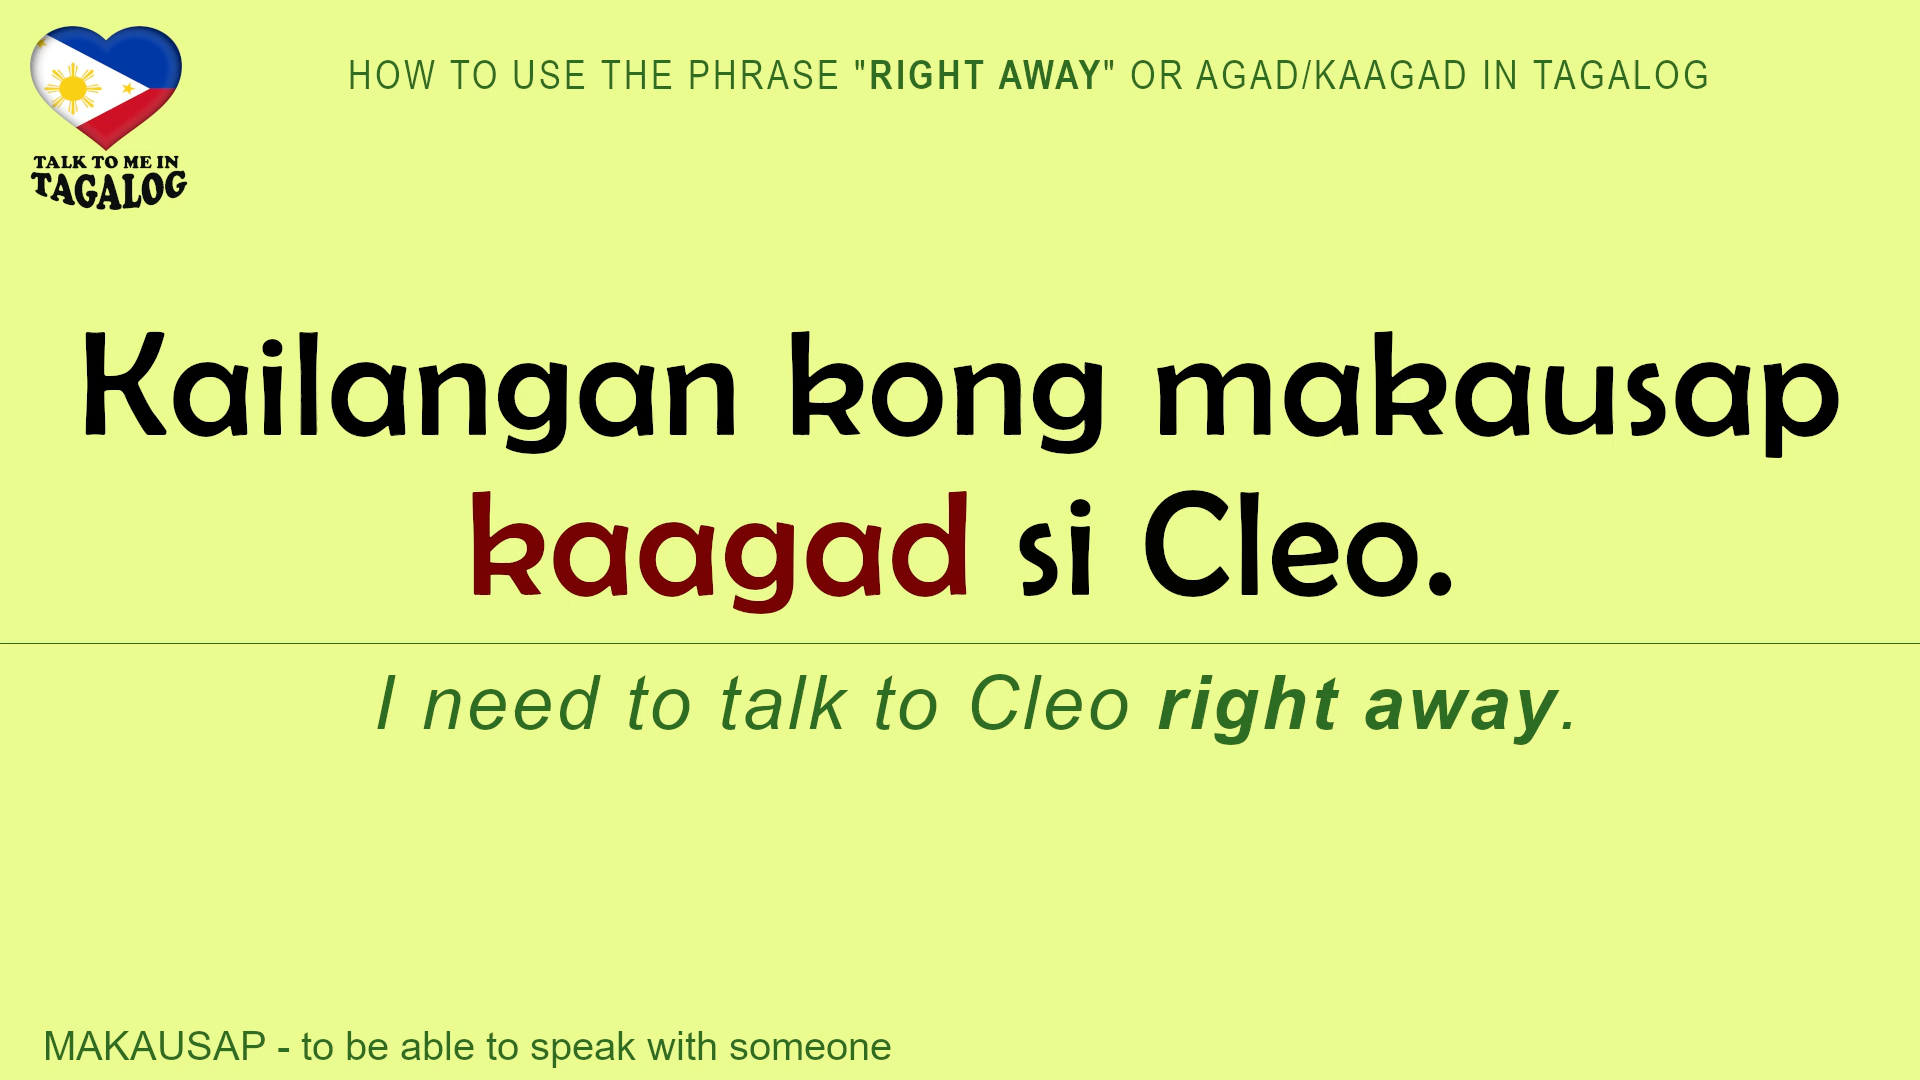 TALK TO ME IN
TAGALOG
HOW TO USE THE PHRASE "RIGHT AWAY" OR AGAD/KAAGAD IN TAGALOG
Kailangan kong makausap
kaagad si Cleo.
I need to talk to Cleo right away.
MAKAUSAP - to be able to speak with someone